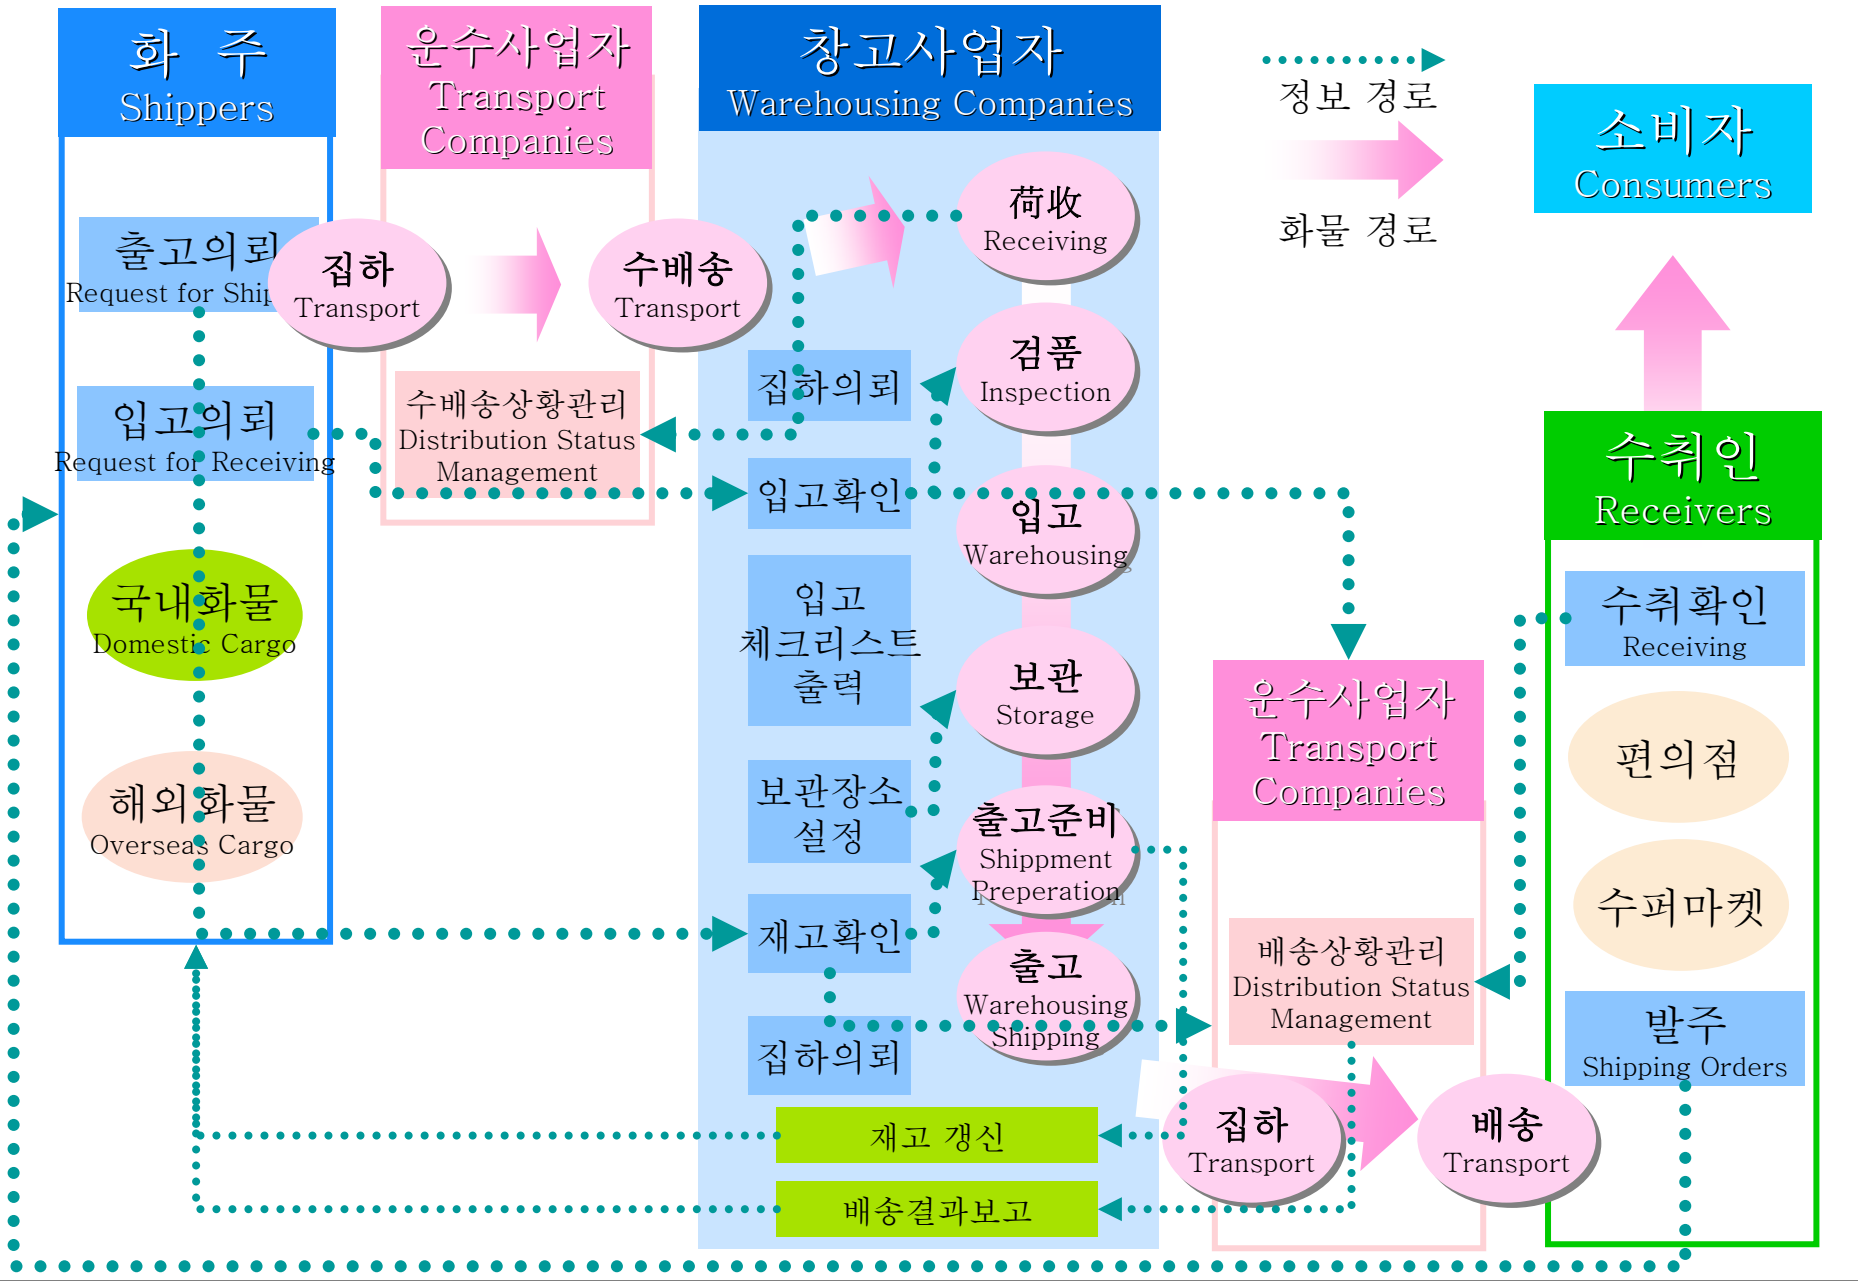 화 주
Shippers
출고의뢰
Request for Ship
입고의뢰
Request for Receiving
국내화물
Domestic Cargo
해외화물
Overseas Cargo
운수사업자
Transport
Companies
집하
Transport
수배송
Transport
수배송상황관리
Distribution Status
Management
창고사업자
Warehousing Companies
집하의뢰
입고확인
입고
체크리스트
출력
보관장소
설정
재고확인
집하의뢰
재고 갱신
배송결과보고
荷收
Receiving
검품
Inspection
입고
Warehousing
보관
Storage
출고준비
Shippment
Preperation
출고
Warehousing
Shipping
정보 경로
화물 경로
운수사업자
Transport
Companies
배송상황관리
Distribution Status
Management
집하
Transport
배송
Transport
소비자
Consumers
수취인
Receivers
수취확인
Receiving
편의점
수퍼마켓
발주
Shipping Orders